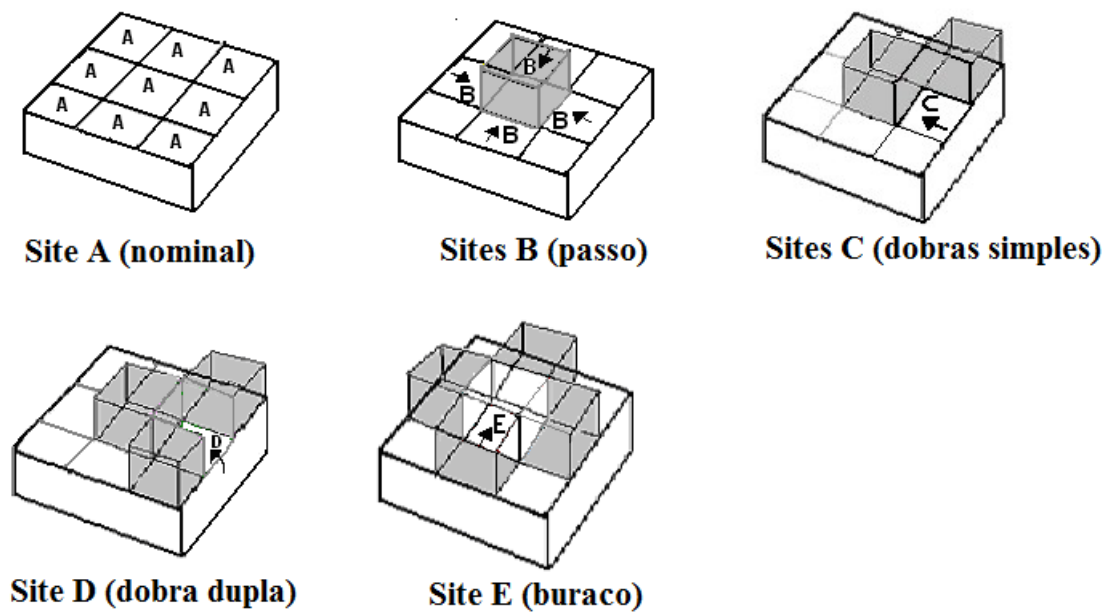 A A A
A A A
A A A
B
B
B B
C
Site A (nominal)
Sites B (passo)
Sites C (dobras simples)
D
E
Site D (dobra dupla)
Site E (buraco)